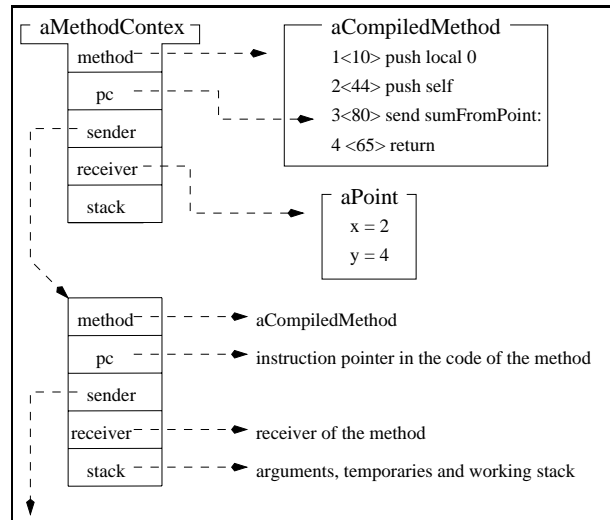 aMethodContex
method
pc
sender
receiver
stack
aCompiledMethod
1<10> push local 0
2<44> push self
3<80> send sumFromPoint:
4 <65> return
aPoint
x = 2
y = 4
method
aCompiledMethod
pc
instruction pointer in the code of the method
sender
receiver
receiver of the method
stack
arguments, temporaries and working stack